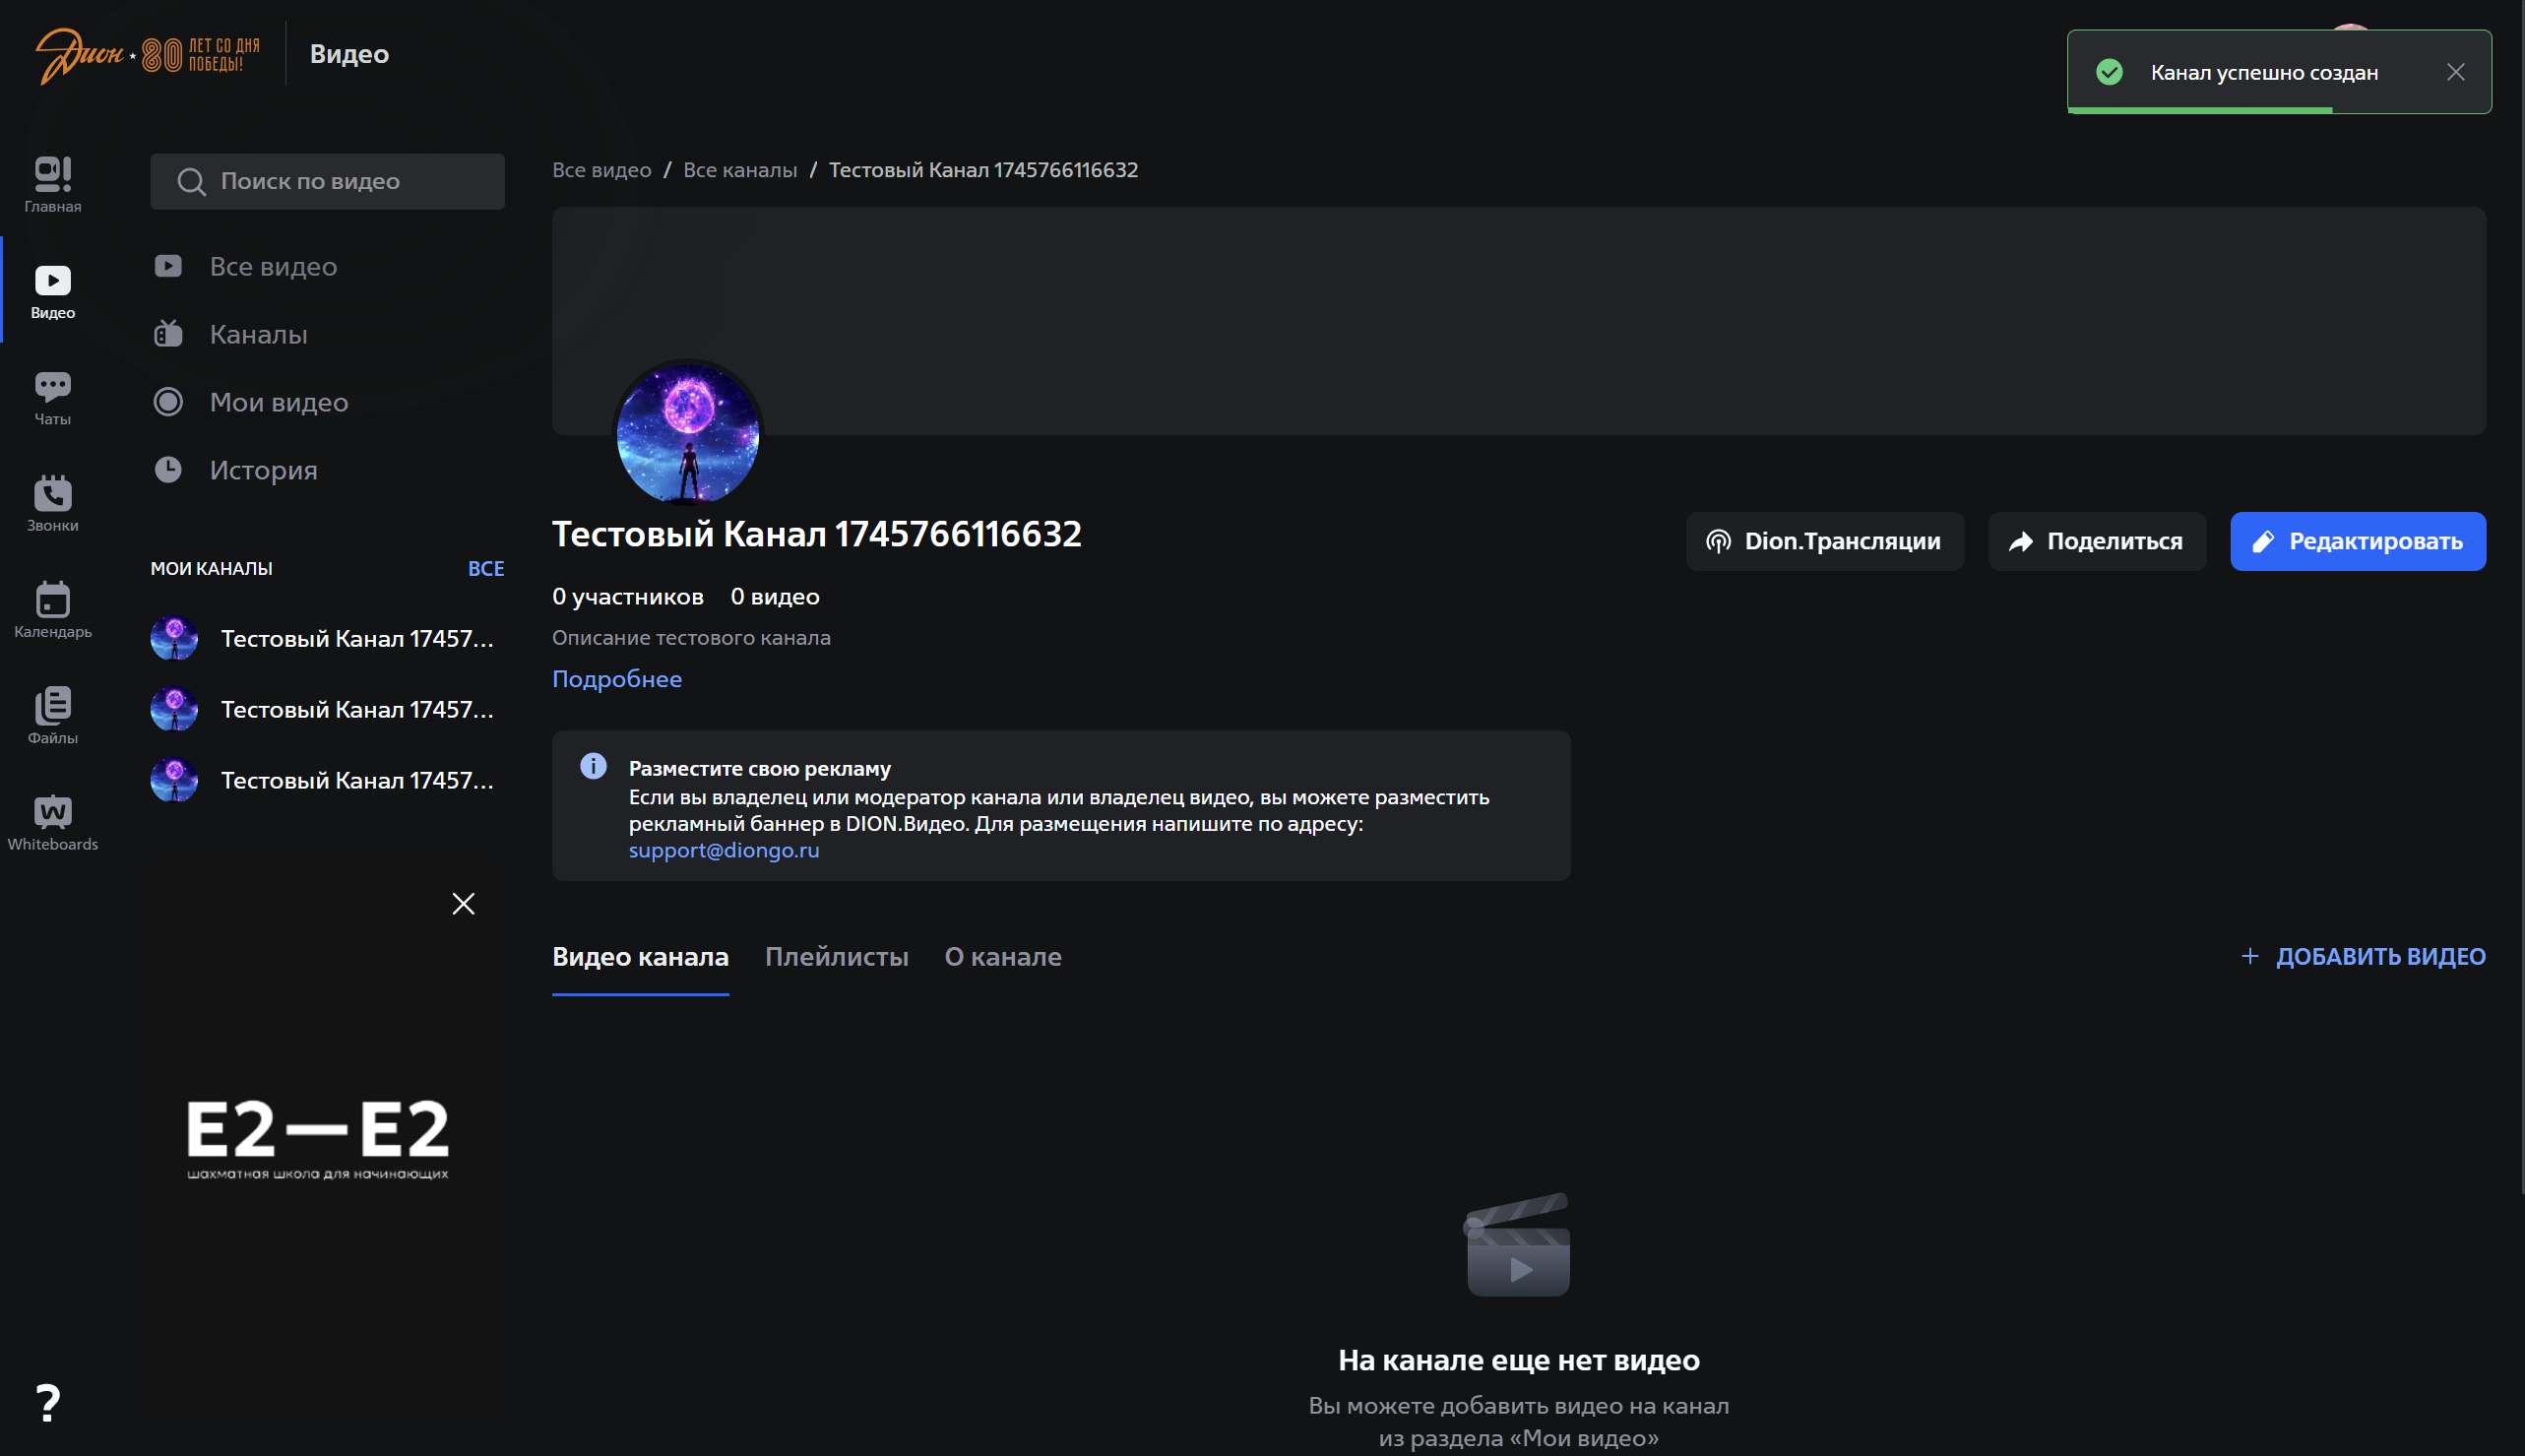 Дион
80 ЛЕТ СО ДНЯ
ПОБЕДЫ!
Видео
Канал успешно создан
Главная
Видео
Чаты
Звонки
Календарь
Файлы
Whiteboards
?
Поиск по видео
Все видео
Каналы
Мои видео
История
МОИ КАНАЛЫ ВСЕ
Тестовый Канал 17457...
Тестовый Канал 17457...
Тестовый Канал 17457...
E2—E2
шахматная школа для начинающих
Все видео / Все каналы / Тестовый Канал 1745766116632
Тестовый Канал 1745766116632
Dion.Трансляции
Поделиться
Редактировать
0 участников 0 видео
Описание тестового канала
Подробнее
Разместите свою рекламу
Если вы владелец или модератор канала или владелец видео, вы можете разместить
рекламный баннер в DION.Видео. Для размещения напишите по адресу:
support@diongo.ru
Видео канала Плейлисты О канале
+ ДОБАВИТЬ ВИДЕО
На канале еще нет видео
Вы можете добавить видео на канал
из раздела «Мои видео»